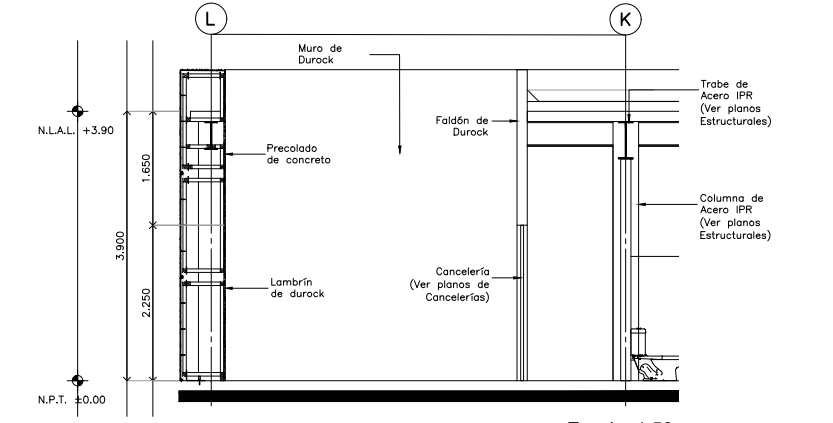 L
K
Muro de
Durock
Trabe de
Acero IPR
(Ver planos
Estructurales)
Faldón de
Durock
N.L.A.L. +3.90
Precolado
de concreto
1.650
Columna de
Acero IPR
(Ver planos
Estructurales)
3.900
Cancelería
(Ver planos de
Cancelerías)
Lambrín
de durock
2.250
N.P.T. ±0.00